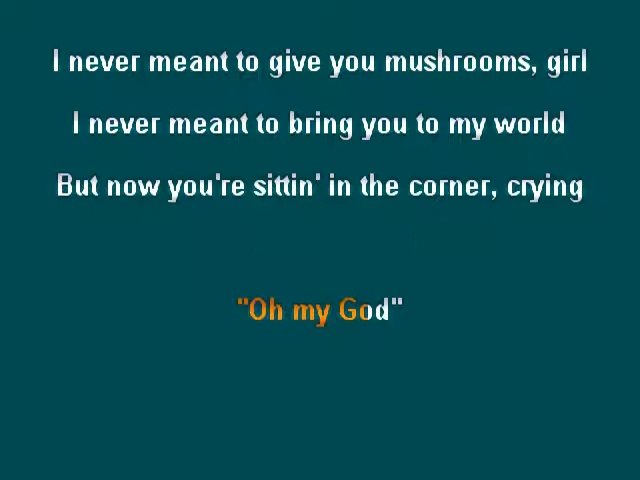 I never meant to give you mushrooms, girl
I never meant to bring you to my world
But now you're sittin' in the corner, crying
"Oh my God"